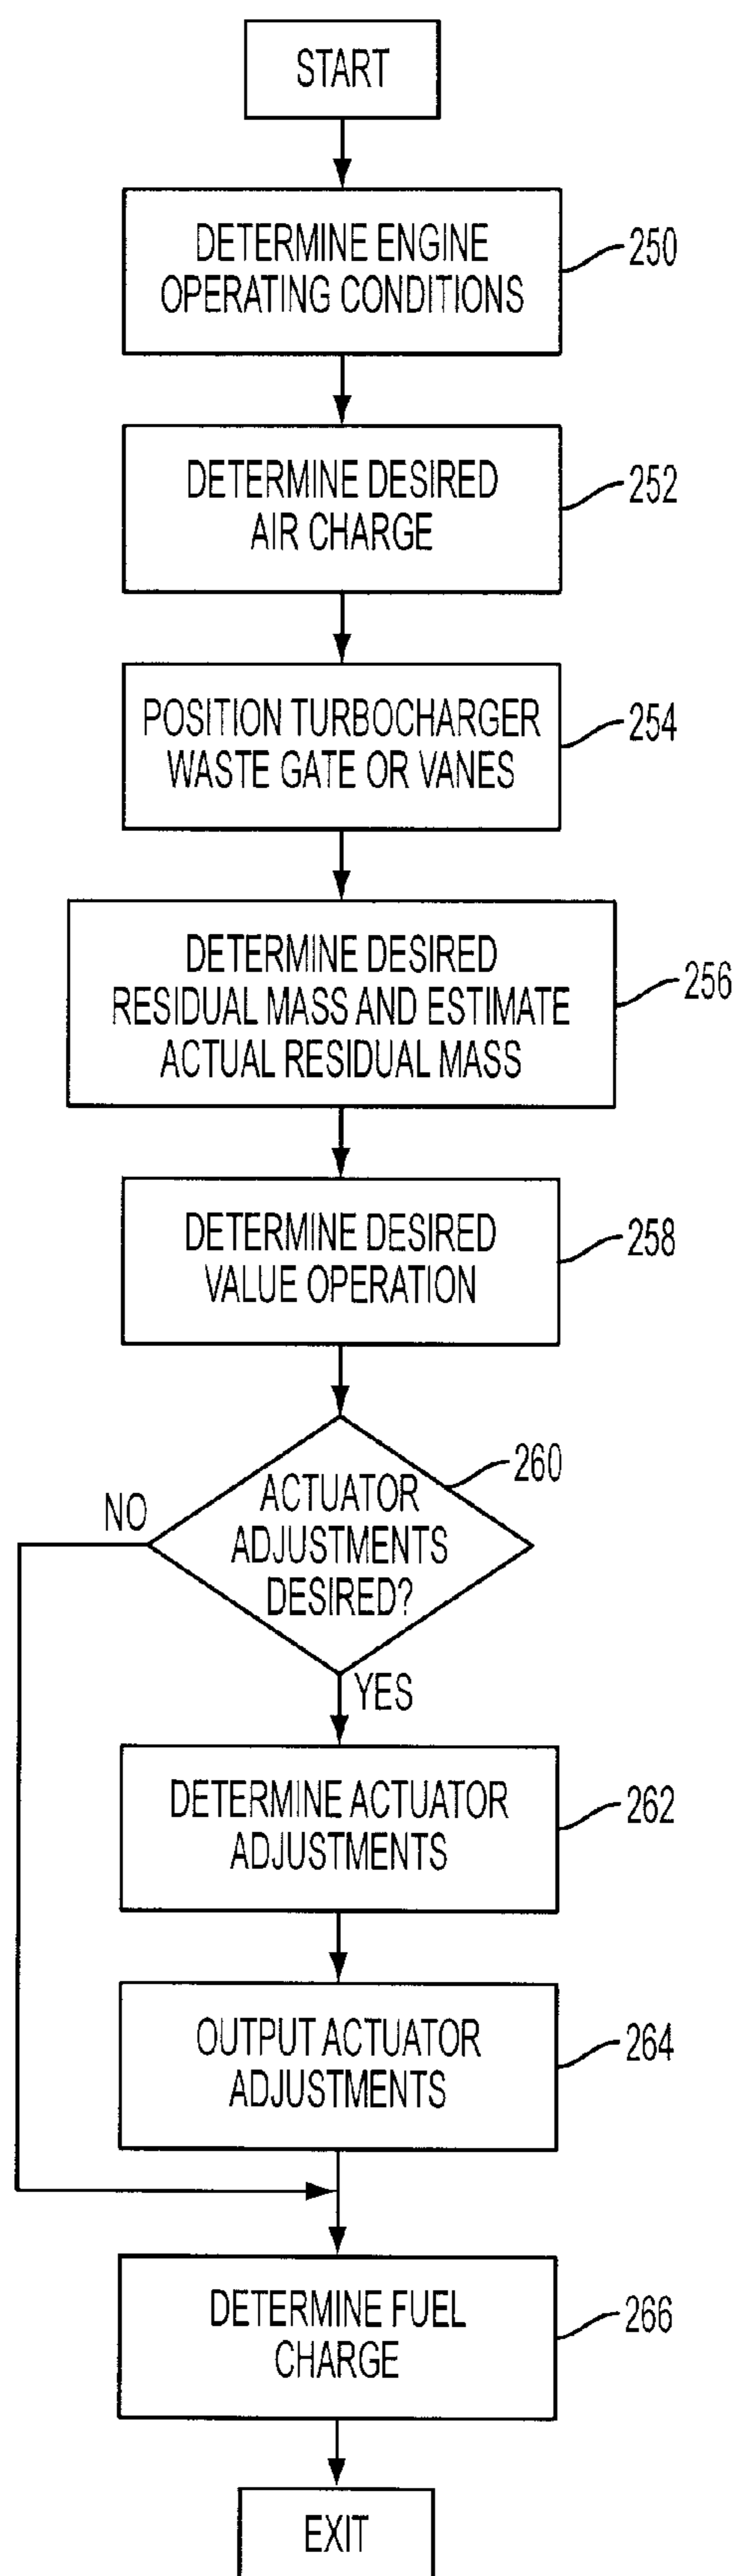 START
DETERMINE ENGINE
OPERATING CONDITIONS
250
DETERMINE DESIRED
AIR CHARGE
252
POSITION TURBOCHARGER
WASTE GATE OR VANES
254
DETERMINE DESIRED
RESIDUAL MASS AND ESTIMATE
ACTUAL RESIDUAL MASS
256
DETERMINE DESIRED
VALUE OPERATION
258
ACTUATOR
ADJUSTMENTS
DESIRED?
260
NO
YES
DETERMINE ACTUATOR
ADJUSTMENTS
262
OUTPUT ACTUATOR
ADJUSTMENTS
264
DETERMINE FUEL
CHARGE
266
EXIT